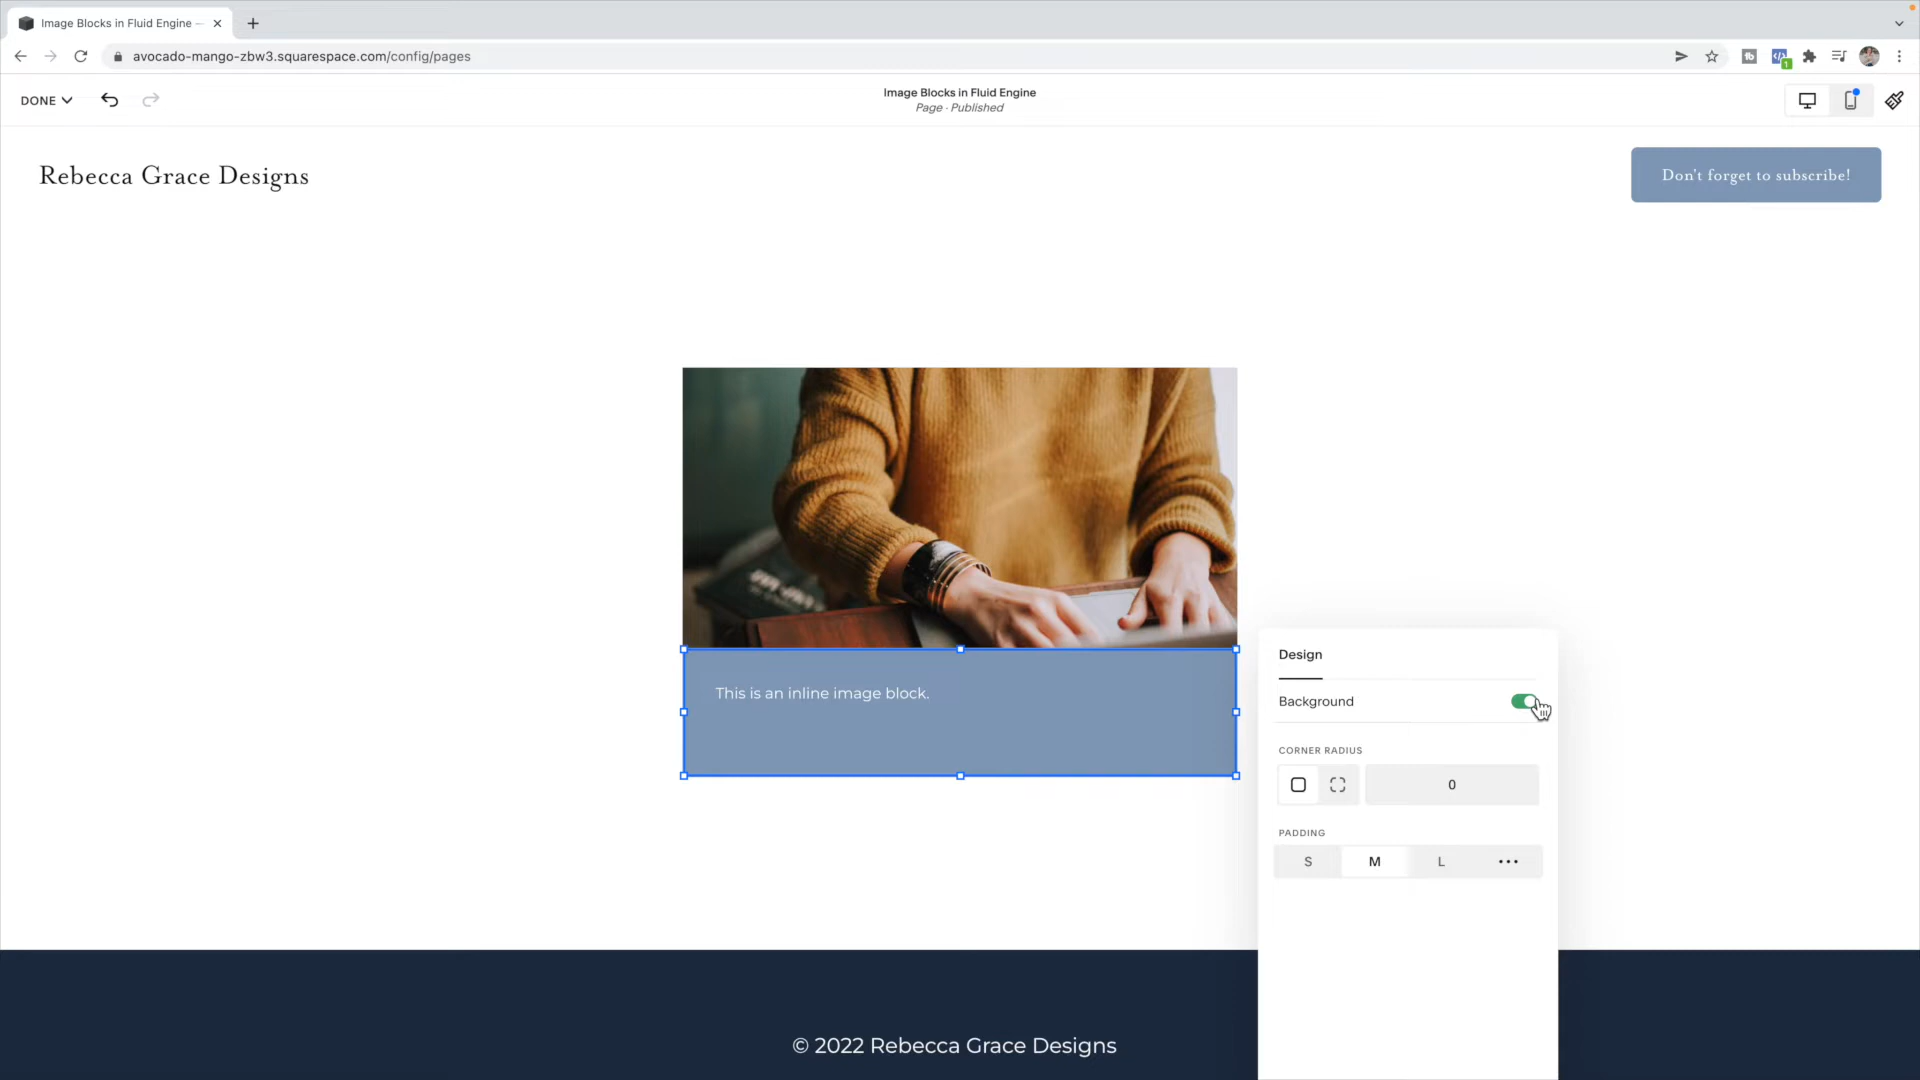 Image Blocks in Fluid Engine —
avocado-mango-zbw3.squarespace.com/config/pages
1
DONE
Image Blocks in Fluid Engine
Page · Published
Rebecca Grace Designs
Don't forget to subscribe!
This is an inline image block.
Design
Background
CORNER RADIUS
0
PADDING
S M L ···
© 2022 Rebecca Grace Designs